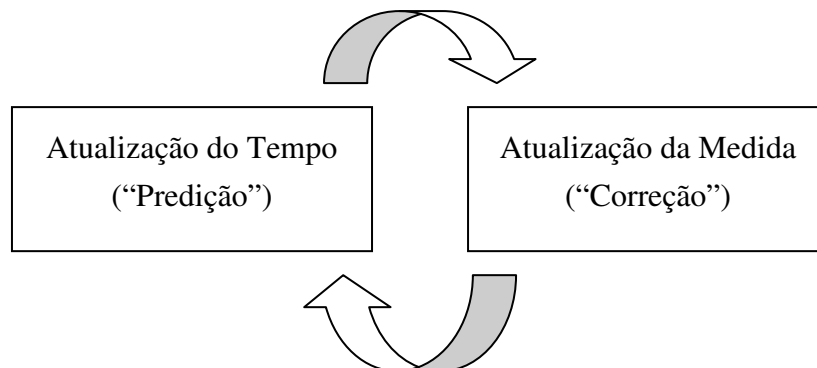 Atualização do Tempo
(“Predição”)
Atualização da Medida
(“Correção”)